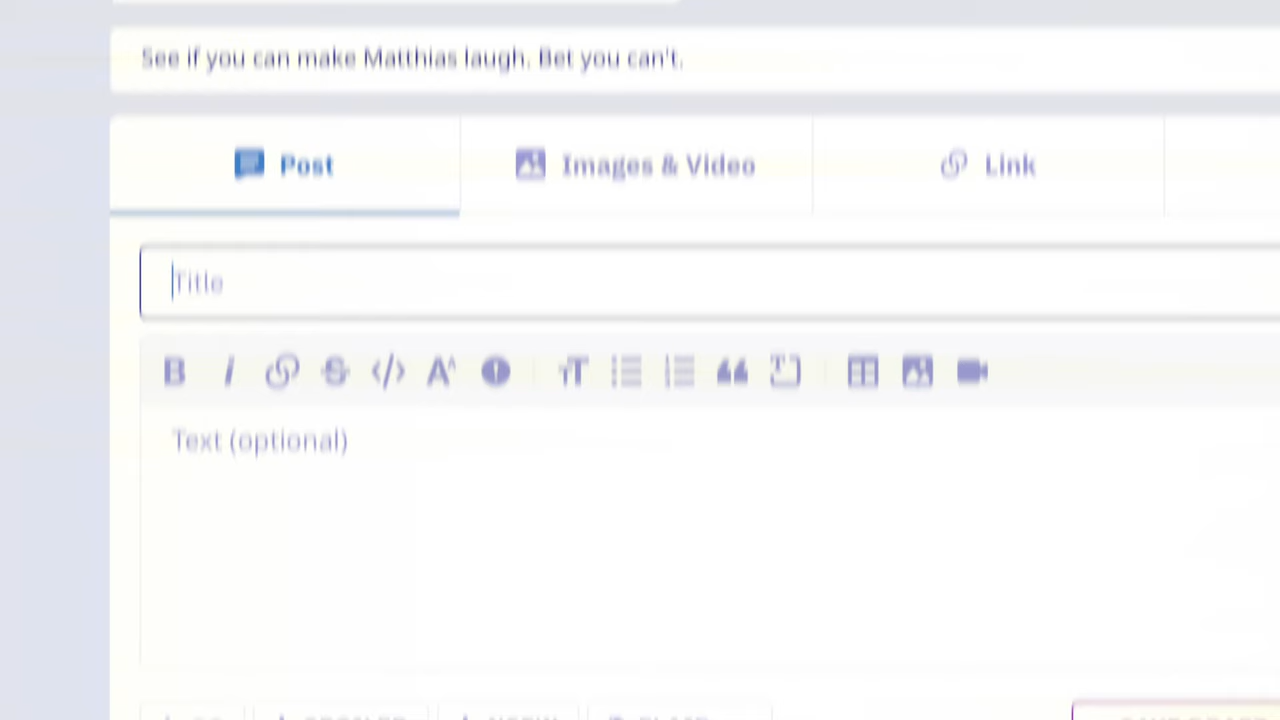 See if you can make Matthias laugh. Bet you can't.
Post
Images & Video
Link
Title
Text (optional)